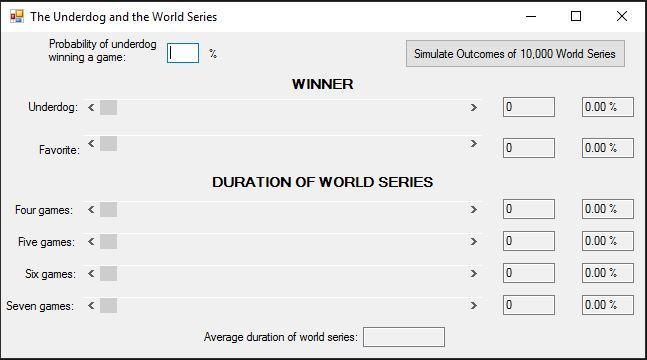 The Underdog and the World Series
Probability of underdog
winning a game: %
Simulate Outcomes of 10,000 World Series
WINNER
Underdog: < > 0 0.00 %
Favorite: < > 0 0.00 %
DURATION OF WORLD SERIES
Four games: < > 0 0.00 %
Five games: < > 0 0.00 %
Six games: < > 0 0.00 %
Seven games: < > 0 0.00 %
Average duration of world series: